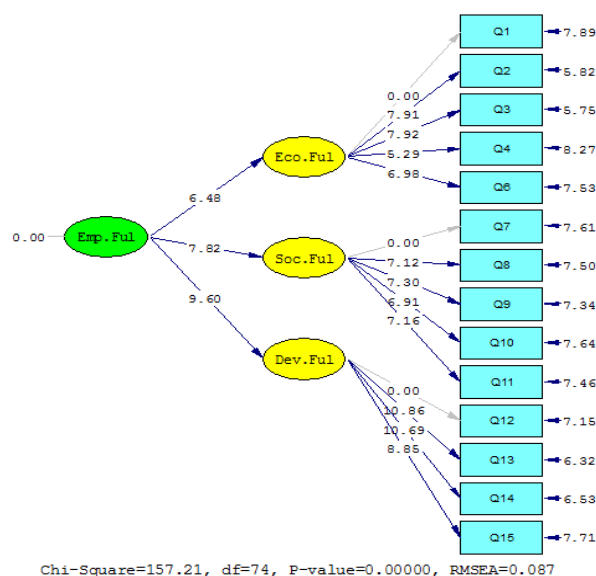 Q1
7.89
Q2
5.82
0.00
7.91
Q3
5.75
7.92
Eco.Ful
5.29
Q4
8.27
6.98
Q6
7.53
6.48
0.00
Emp.Ful
7.82
0.00
Q7
7.61
Soc.Ful
7.12
Q8
7.50
7.30
9.60
6.91
Q9
7.34
7.16
Q10
7.64
Dev.Ful
Q11
7.46
0.00
10.86
Q12
7.15
10.69
8.85
Q13
6.32
Q14
6.53
Q15
7.71
Chi-Square=157.21, df=74, P-value=0.00000, RMSEA=0.087